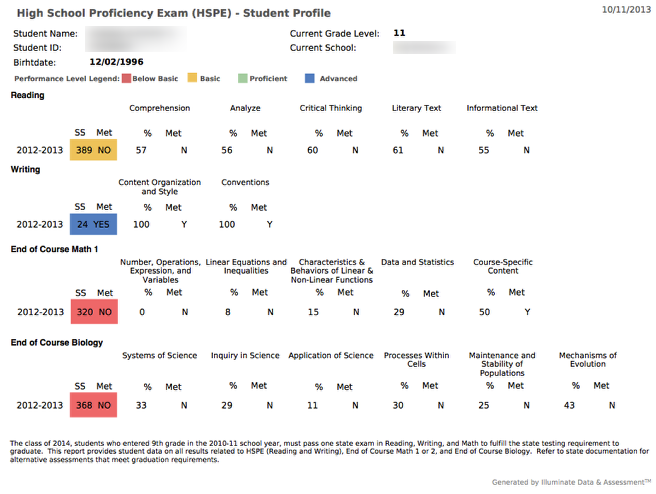 High School Proficiency Exam (HSPE) - Student Profile
10/11/2013
Student Name:
Current Grade Level: 11
Student ID:
Current School:
Birhtdate: 12/02/1996
Performance Level Legend: Below Basic Basic Proficient Advanced
Reading
Comprehension Analyze Critical Thinking Literary Text Informational Text
SS Met % Met % Met % Met % Met % Met
2012-2013 389 NO 57 N 56 N 60 N 61 N 55 N
Writing
Content Organization and Style Conventions
SS Met % Met % Met
2012-2013 24 YES 100 Y 100 Y
End of Course Math 1
Number, Operations, Linear Equations and Characteristics & Data and Statistics Course-Specific
Expression, and Inequalities Behaviors of Linear & Content
Variables Non-Linear Functions
SS Met % Met % Met % Met % Met % Met
2012-2013 320 NO 0 N 8 N 15 N 29 N 50 Y
End of Course Biology
Systems of Science Inquiry in Science Application of Science Processes Within Maintenance and Mechanisms of
Cells Stability of Evolution
Populations
SS Met % Met % Met % Met % Met % Met % Met
2012-2013 368 NO 33 N 29 N 11 N 30 N 25 N 43 N
The class of 2014, students who entered 9th grade in the 2010-11 school year, must pass one state exam in Reading, Writing, and Math to fulfill the state testing requirement to
graduate. This report provides student data on all results related to HSPE (Reading and Writing), End of Course Math 1 or 2, and End of Course Biology. Refer to state documentation for
alternative assessments that meet graduation requirements.
Generated by Illuminate Data & Assessment™